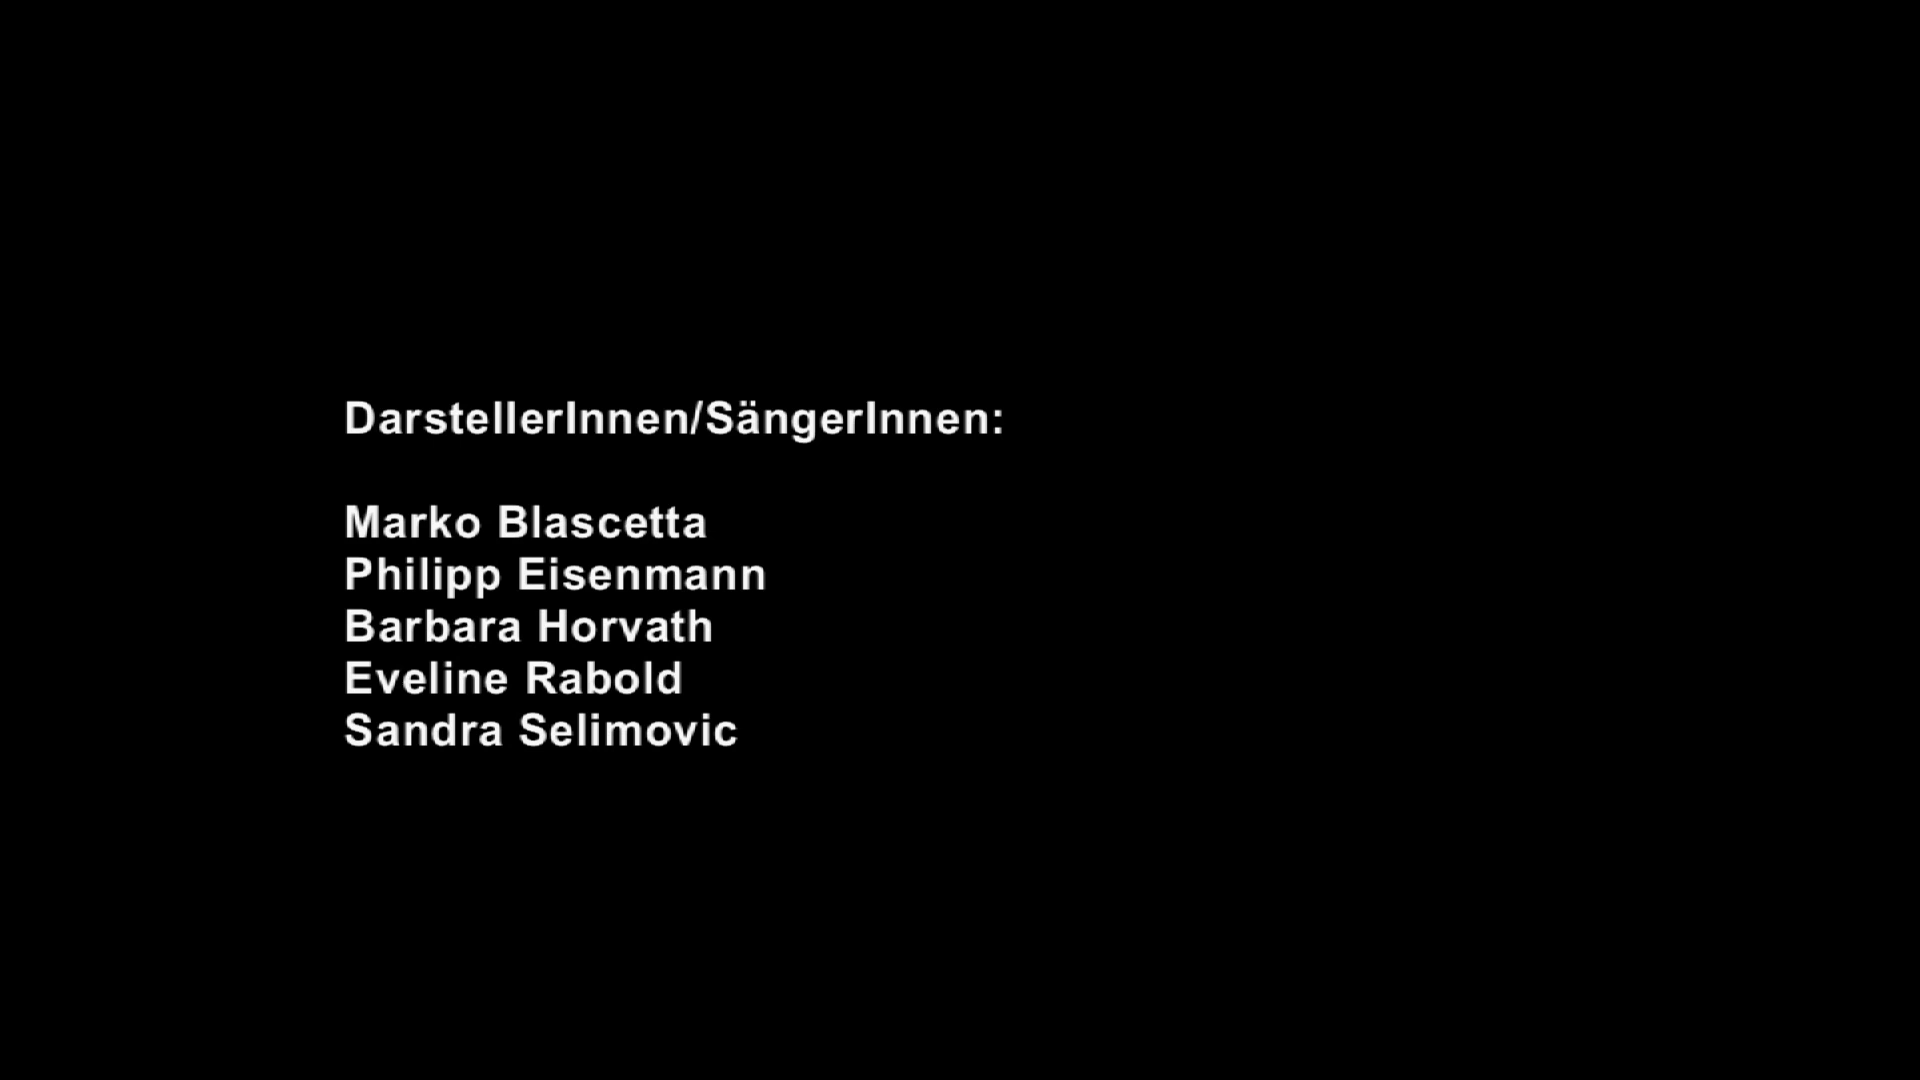 DarstellerInnen/SängerInnen:
Marko Blascetta
Philipp Eisenmann
Barbara Horvath
Eveline Rabold
Sandra Selimovic